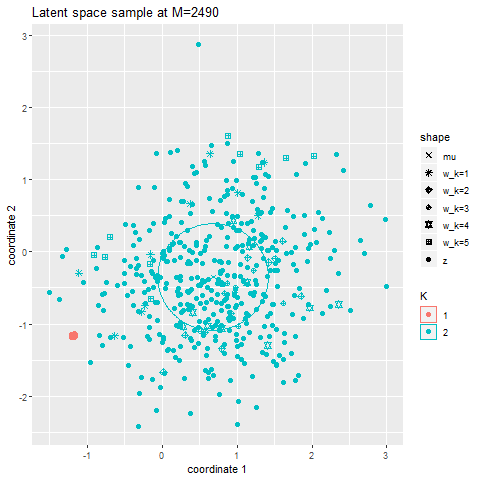 Latent space sample at M=2490
3
2
1
0
-1
-2
coordinate 2
-1
0
1
2
3
coordinate 1
shape
mu
w_k=1
w_k=2
w_k=3
w_k=4
w_k=5
z
K
1
2